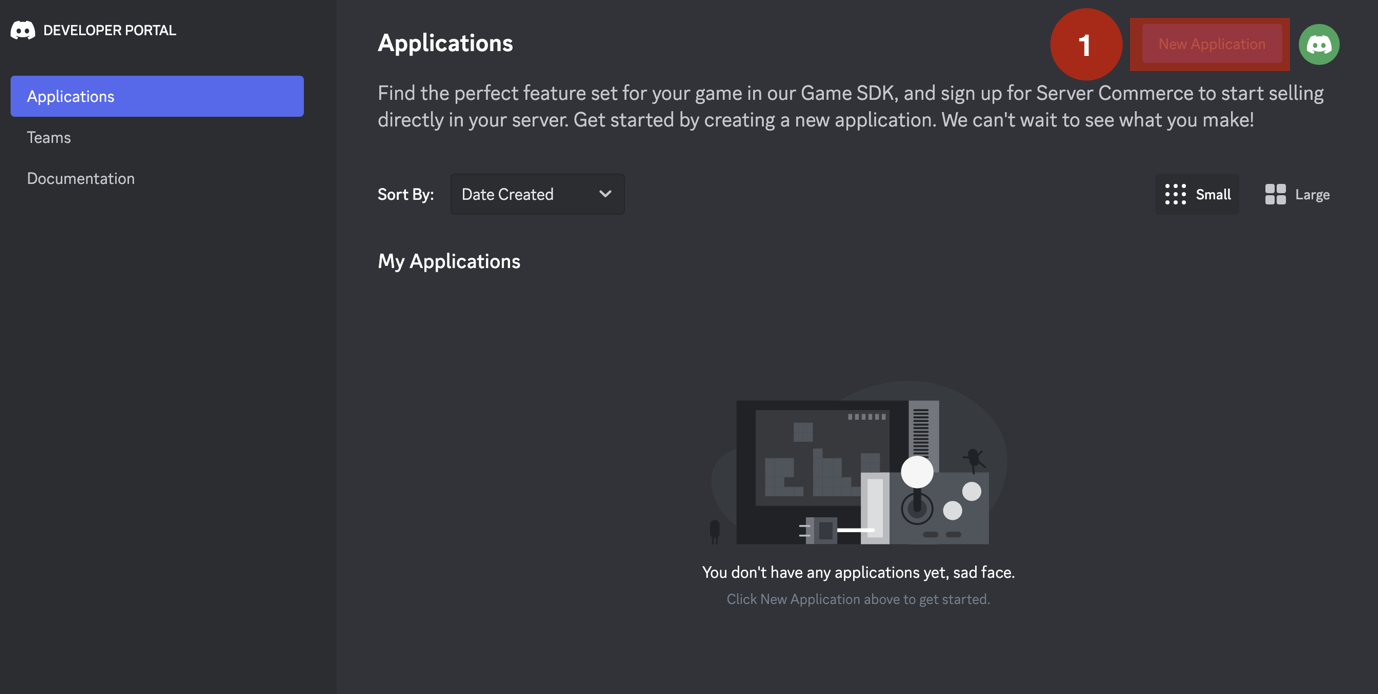 DEVELOPER PORTAL
Applications
Teams
Documentation
Applications
1
New Application
Find the perfect feature set for your game in our Game SDK, and sign up for Server Commerce to start selling
directly in your server. Get started by creating a new application. We can't wait to see what you make!
Sort By:
Date Created
Small
Large
My Applications
You don't have any applications yet, sad face.
Click New Application above to get started.